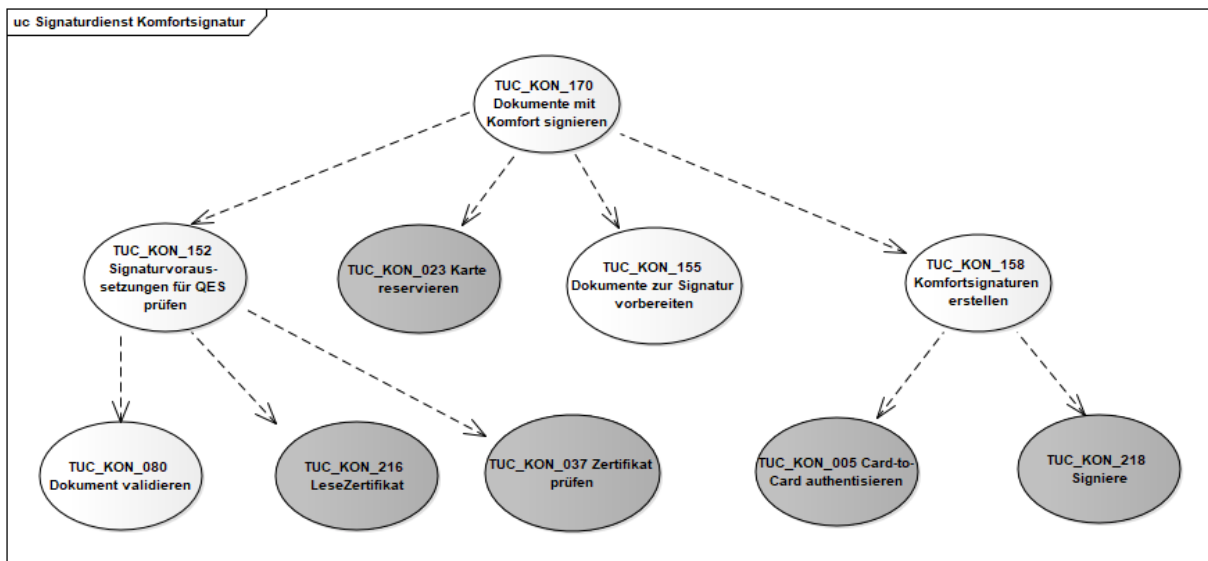 uc Signaturdienst Komfortsignatur
TUC_KON_170
Dokumente mit
Komfort signieren
TUC_KON_152
Signaturvoraus-
setzungen für QES
prüfen
TUC_KON_023 Karte
reservieren
TUC_KON_155
Dokumente zur Signatur
vorbereiten
TUC_KON_158
Komfortsignaturen
erstellen
TUC_KON_080
Dokument validieren
TUC_KON_216
LeseZertifikat
TUC_KON_037 Zertifikat
prüfen
TUC_KON_005 Card-to-
Card authentisieren
TUC_KON_218
Signiere